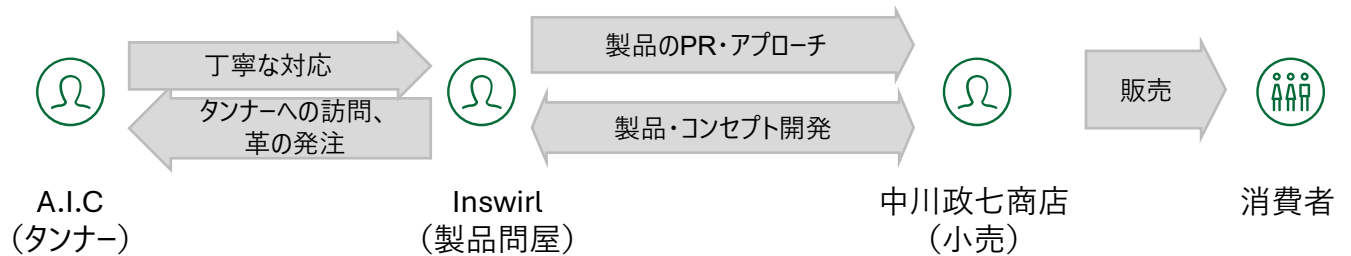 丁寧な対応
タンナーへの訪問、
革の発注
製品のPR・アプローチ
製品・コンセプト開発
販売
A.I.C
（タンナー）
Inswirl
（製品問屋）
中川政七商店
（小売）
消費者